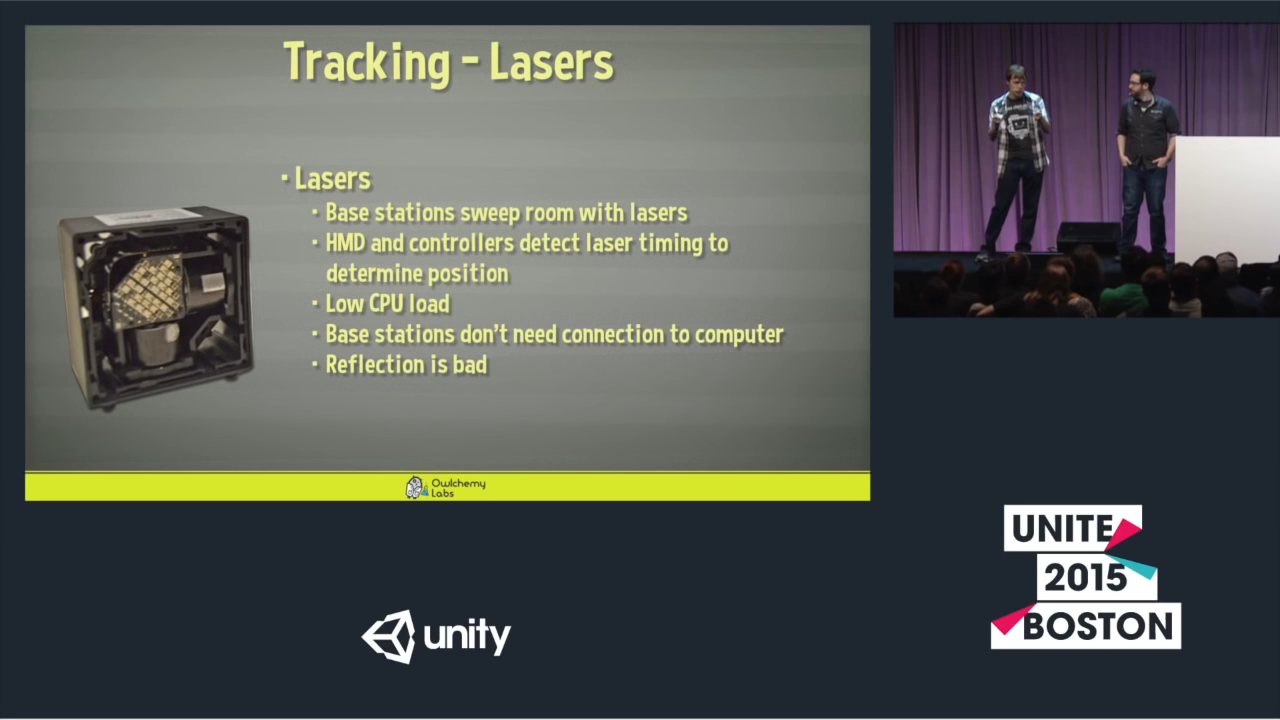 Tracking - Lasers
· Lasers
· Base stations sweep room with lasers
· HMD and controllers detect laser timing to
determine position
· Low CPU load
· Base stations don't need connection to computer
· Reflection is bad
Owlchemy
Labs
unity
UNITE
2015
BOSTON